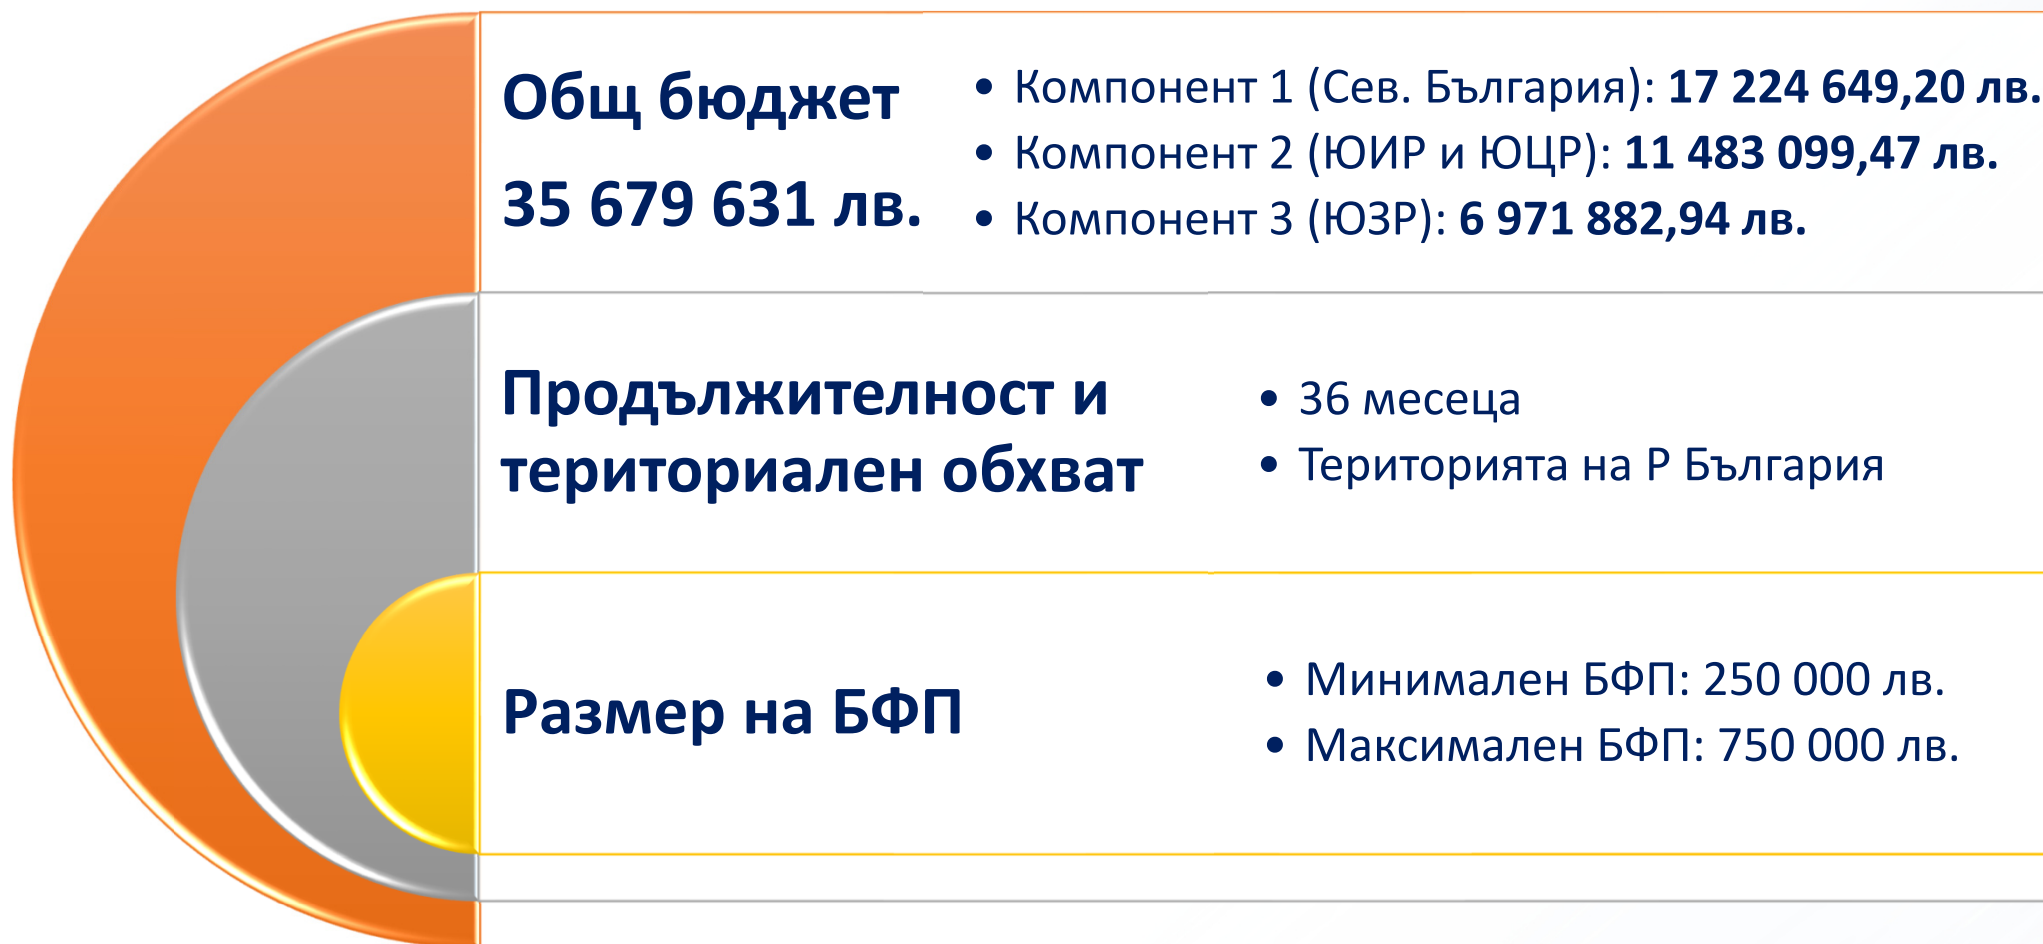 Общ бюджет
35 679 631 лв.
• Компонент 1 (Сев. България): 17 224 649,20 лв.
• Компонент 2 (ЮИР и ЮЦР): 11 483 099,47 лв.
• Компонент 3 (ЮЗР): 6 971 882,94 лв.
Продължителност и
териториален обхват
• 36 месеца
• Територията на Р България
Размер на БФП
• Минимален БФП: 250 000 лв.
• Максимален БФП: 750 000 лв.